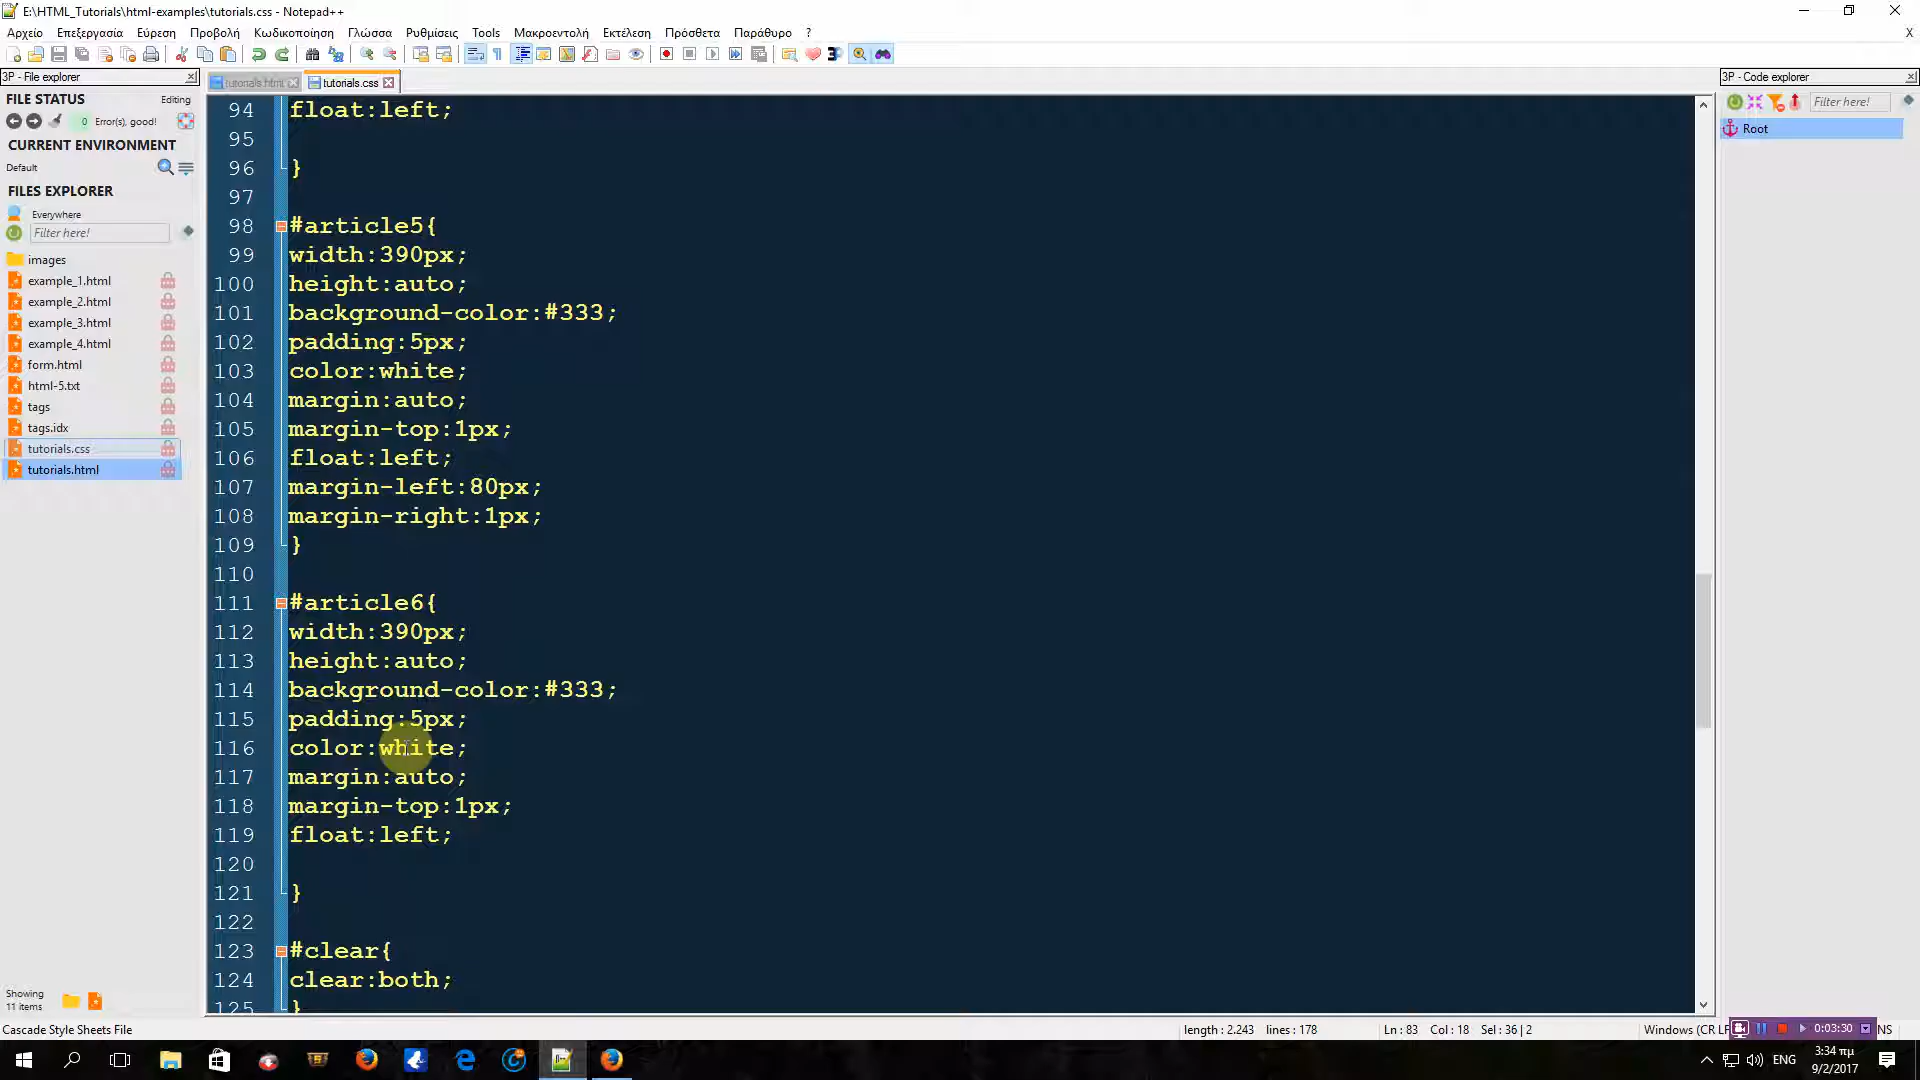 E:\HTML_Tutorials\html-examples\tutorials.css - Notepad++
Αρχείο Επεξεργασία Εύρεση Προβολή Κωδικοποίηση Γλώσσα Ρυθμίσεις Tools Μακροεντολή Εκτέλεση Πρόσθετα Παράθυρο ? X
3P - File explorer
tutorials.html tutorials.css
3P - Code explorer
FILE STATUS Editing
0 Error(s), good!
CURRENT ENVIRONMENT
Default
FILES EXPLORER
Everywhere
Filter here!
images
example_1.html
example_2.html
example_3.html
example_4.html
form.html
html-5.txt
tags
tags.idx
tutorials.css
tutorials.html
Showing
11 items
94 float:left;
95
96 }
97
98 #article5{
99 width:390px;
100 height:auto;
101 background-color:#333;
102 padding:5px;
103 color:white;
104 margin:auto;
105 margin-top:1px;
106 float:left;
107 margin-left:80px;
108 margin-right:1px;
109 }
110
111 #article6{
112 width:390px;
113 height:auto;
114 background-color:#333;
115 padding:5px;
116 color:white;
117 margin:auto;
118 margin-top:1px;
119 float:left;
120
121 }
122
123 #clear{
124 clear:both;
125 }
Filter here!
Root
Cascade Style Sheets File length : 2.243 lines : 178 Ln : 83 Col : 18 Sel : 36 | 2 Windows (CR LF 0:03:30 NS
ENG 3:34 πμ
9/2/2017